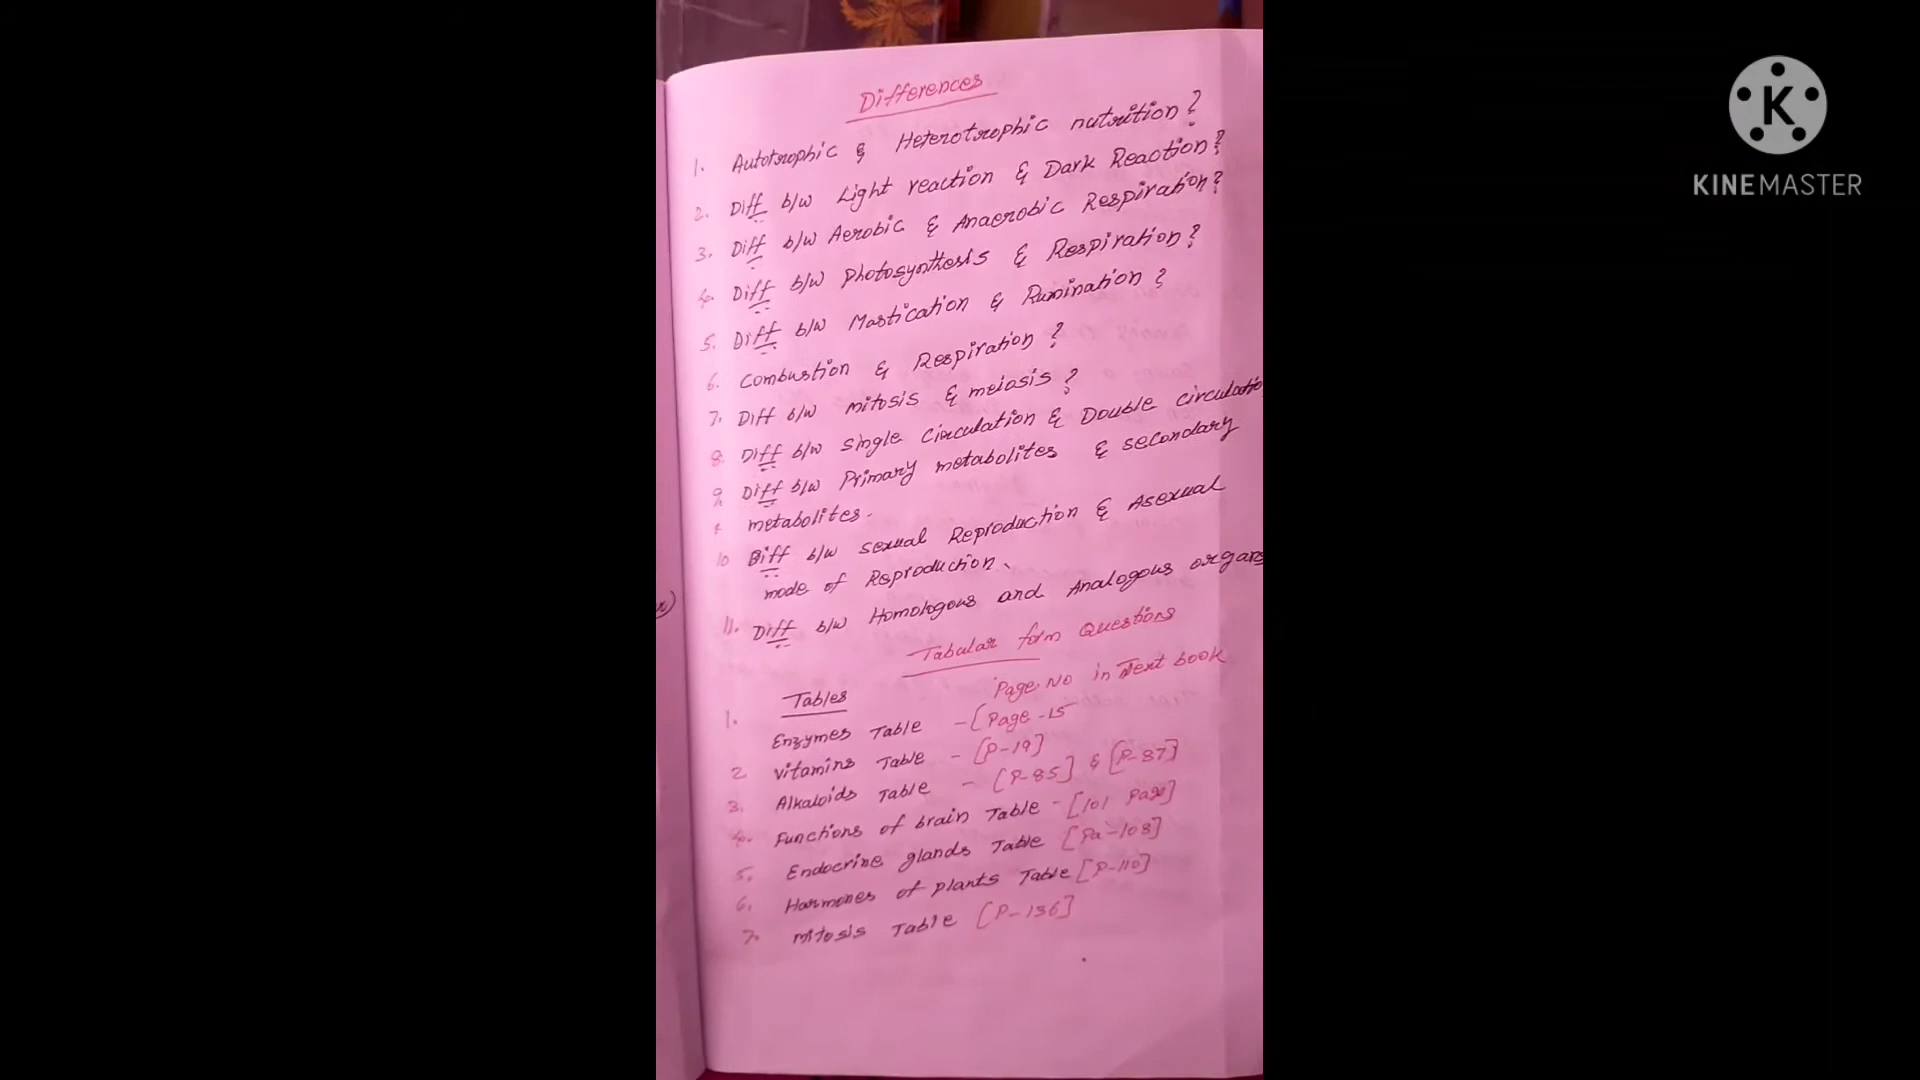 Differences
1. Autotrophic & Heterotrophic nutrition?
2. Diff b/w Light reaction & Dark Reaction?
3. Diff b/w Aerobic & Anaerobic Respiration?
4. Diff b/w Photosynthesis & Respiration?
5. Diff b/w Mastication & Rumination?
6. Combustion & Respiration?
7. Diff b/w mitosis & meiosis?
8. Diff b/w single circulation & Double circulatio
9. Diff b/w Primary metabolites & secondary
metabolites.
10 Diff b/w sexual Reproduction & Asexual
mode of Reproduction.
11. Diff b/w Homologous and Analogous organs
Tabular form Questions
Tables Page. No in Text book
1. Enzymes Table - [Page -15
2. Vitamins Table - [P-19]
3. Alkaloids Table - [P-85] & [P-87]
4. Functions of brain Table - [101 Page]
5. Endocrine glands Table [Pa-108]
6. Harmones of plants Table [P-110]
7. mitosis Table [P-136]
K
KINEMASTER